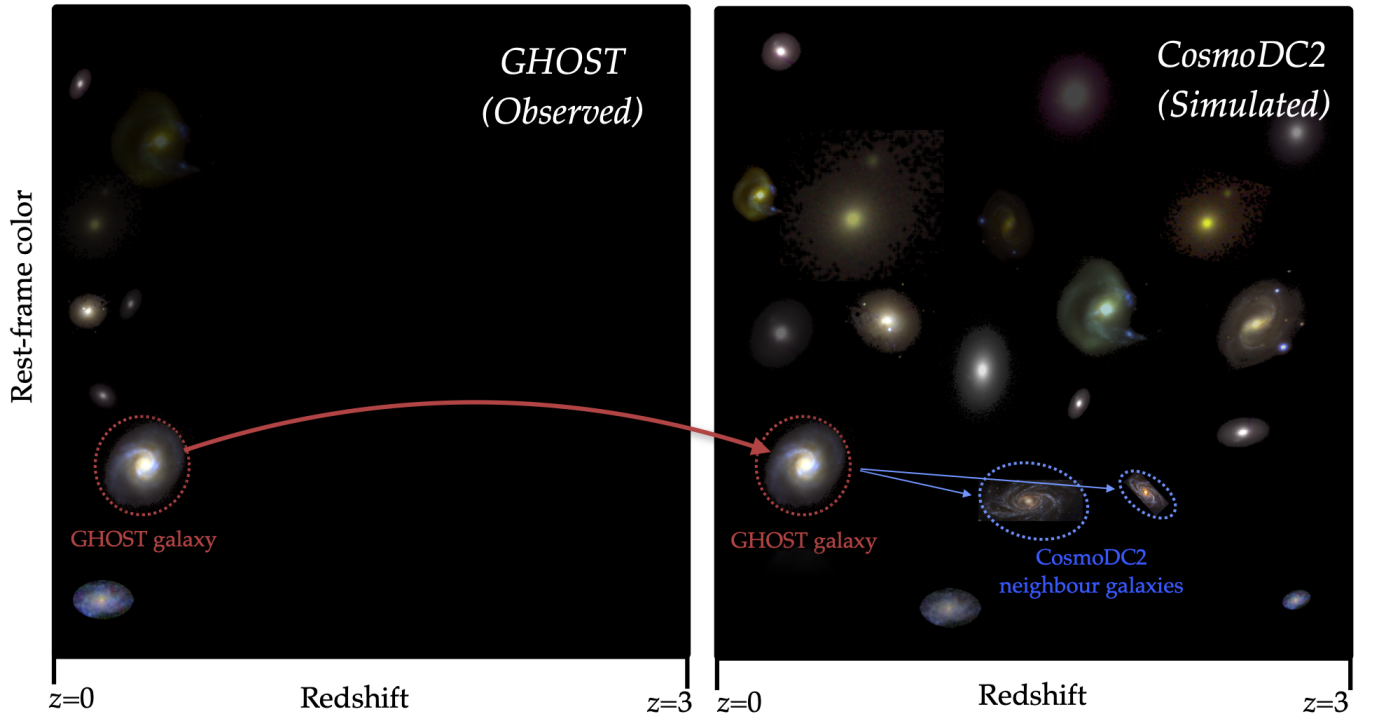 GHOST
(Observed)
Rest-frame color
GHOST galaxy
z=0
Redshift
z=3
CosmoDC2
(Simulated)
GHOST galaxy
CosmoDC2
neighbour galaxies
z=0
Redshift
z=3